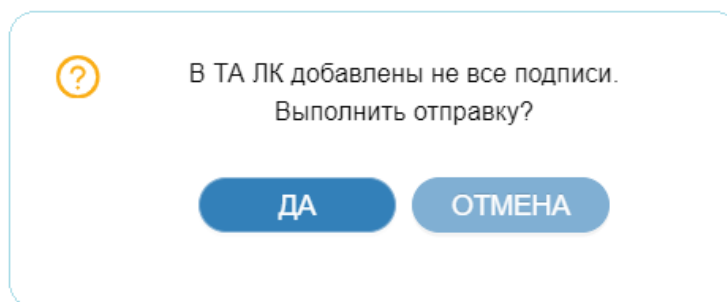 ?
В ТА ЛК добавлены не все подписи.
Выполнить отправку?
ДА ОТМЕНА